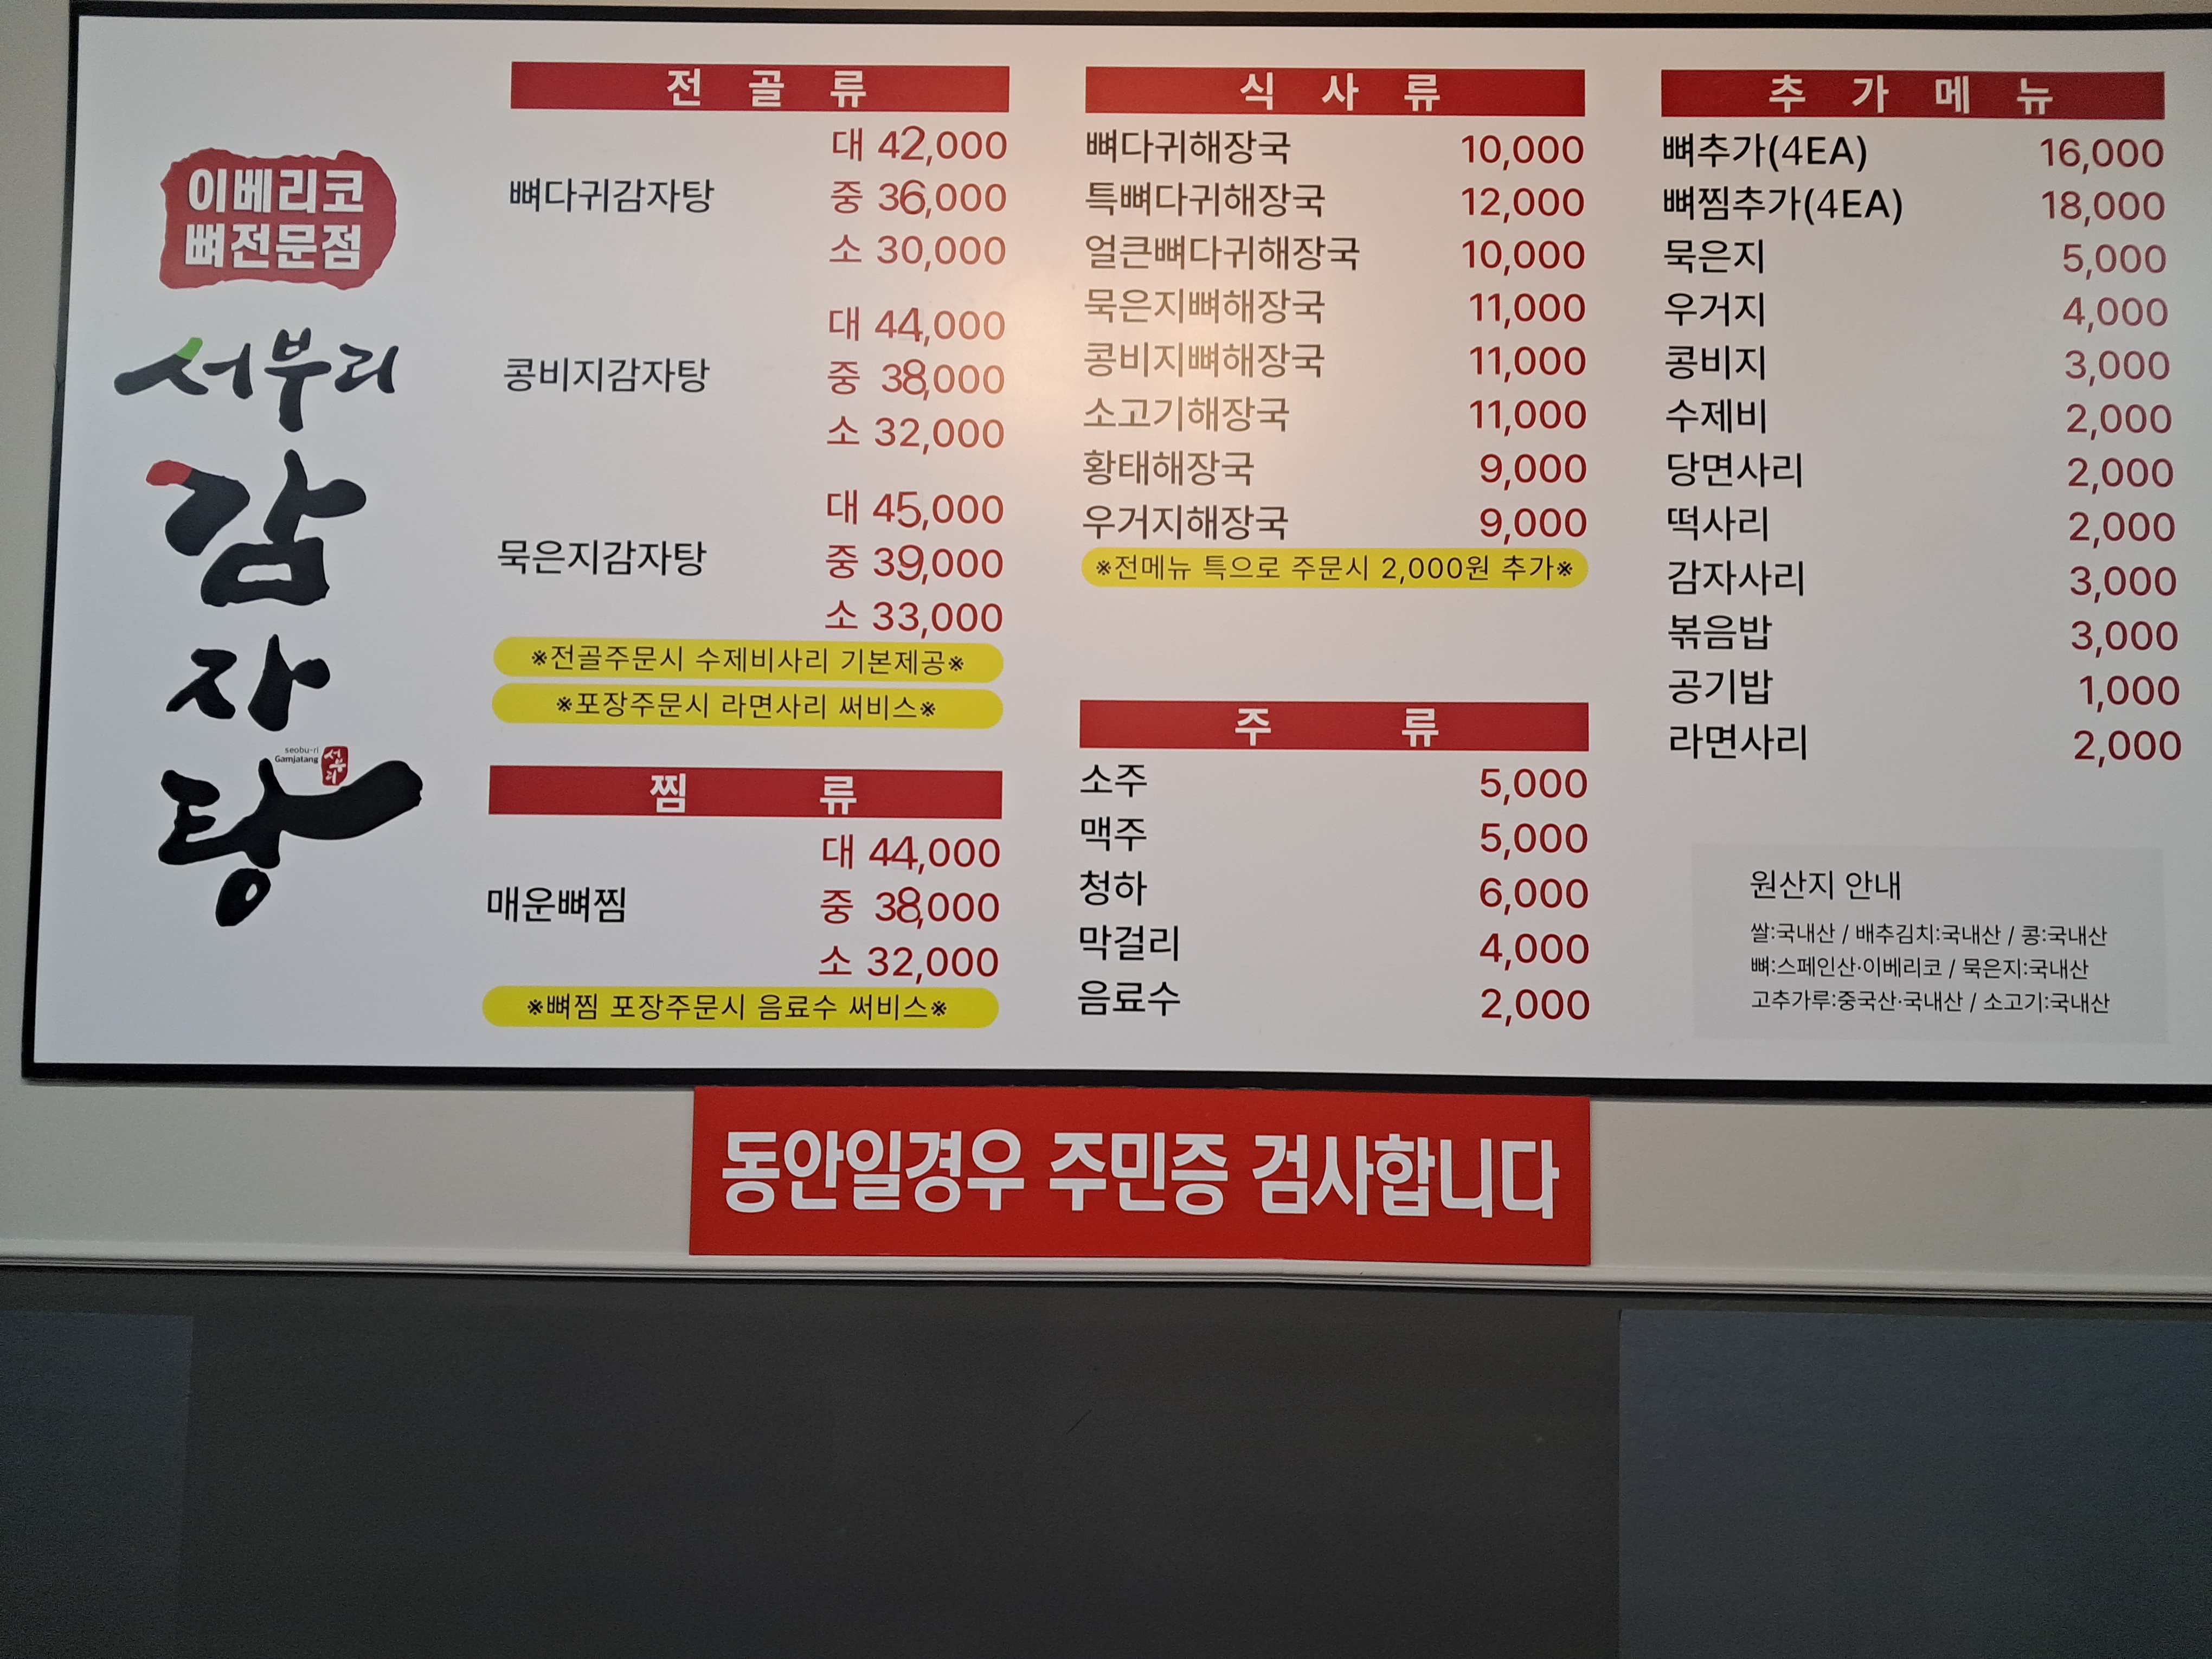 이베리코
뼈전문점
서부리
감
자
탕
seobu-ri
Gamjatang
서부리
전 골 류
뼈다귀감자탕
대 42,000
중 36,000
소 30,000
콩비지감자탕
대 44,000
중 38,000
소 32,000
묵은지감자탕
대 45,000
중 39,000
소 33,000
※전골주문시 수제비사리 기본제공※
※포장주문시 라면사리 써비스※
찜 류
매운뼈찜
대 44,000
중 38,000
소 32,000
※뼈찜 포장주문시 음료수 써비스※
식 사 류
뼈다귀해장국 10,000
특뼈다귀해장국 12,000
얼큰뼈다귀해장국 10,000
묵은지뼈해장국 11,000
콩비지뼈해장국 11,000
소고기해장국 11,000
황태해장국 9,000
우거지해장국 9,000
※전메뉴 특으로 주문시 2,000원 추가※
주 류
소주 5,000
맥주 5,000
청하 6,000
막걸리 4,000
음료수 2,000
추 가 메 뉴
뼈추가(4EA) 16,000
뼈찜추가(4EA) 18,000
묵은지 5,000
우거지 4,000
콩비지 3,000
수제비 2,000
당면사리 2,000
떡사리 2,000
감자사리 3,000
볶음밥 3,000
공기밥 1,000
라면사리 2,000
원산지 안내
쌀:국내산 / 배추김치:국내산 / 콩:국내산
뼈:스페인산·이베리코 / 묵은지:국내산
고추가루:중국산·국내산 / 소고기:국내산
동안일경우 주민증 검사합니다